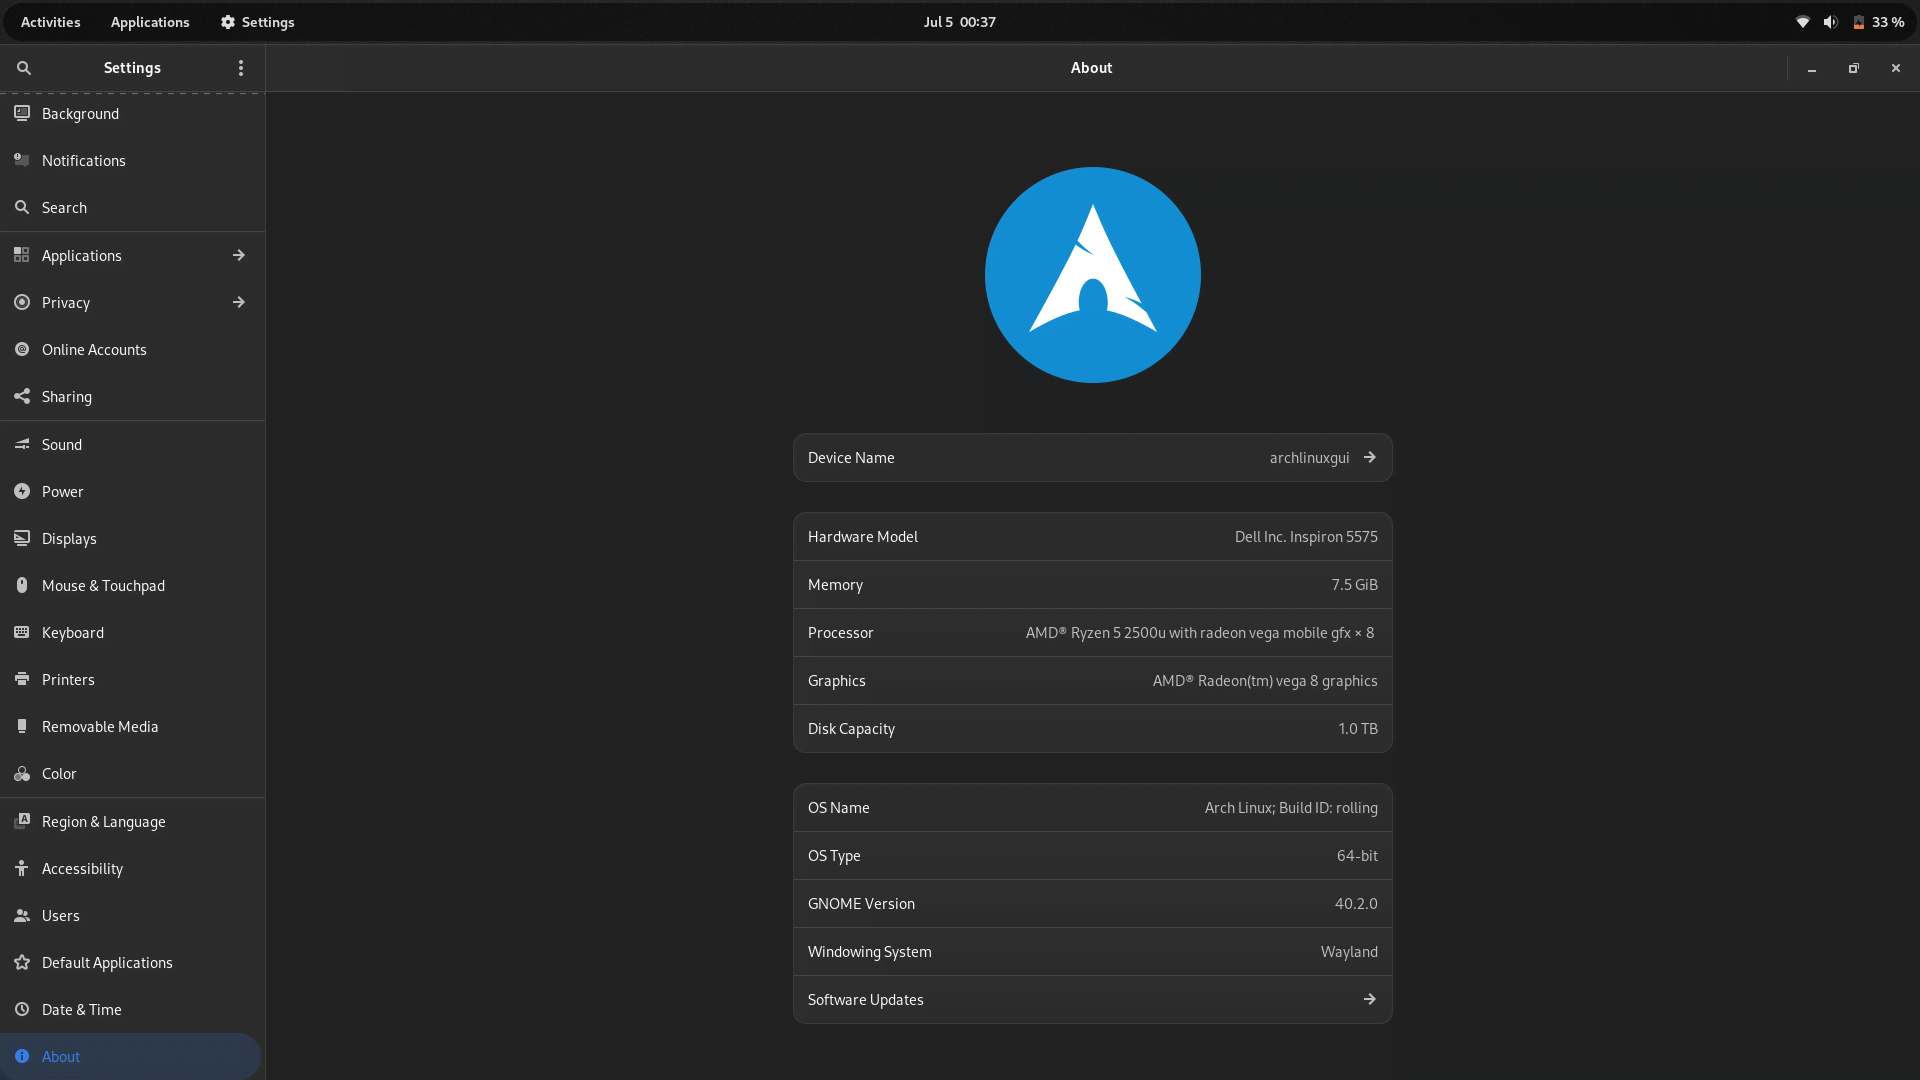 Activities Applications Settings Jul 5 00:37 33 %
Settings About
Background
Notifications
Search
Applications
Privacy
Online Accounts
Sharing
Sound
Power
Displays
Mouse & Touchpad
Keyboard
Printers
Removable Media
Color
Region & Language
Accessibility
Users
Default Applications
Date & Time
About
Device Name archlinuxgui
Hardware Model Dell Inc. Inspiron 5575
Memory 7.5 GiB
Processor AMD® Ryzen 5 2500u with radeon vega mobile gfx × 8
Graphics AMD® Radeon(tm) vega 8 graphics
Disk Capacity 1.0 TB
OS Name Arch Linux; Build ID: rolling
OS Type 64-bit
GNOME Version 40.2.0
Windowing System Wayland
Software Updates